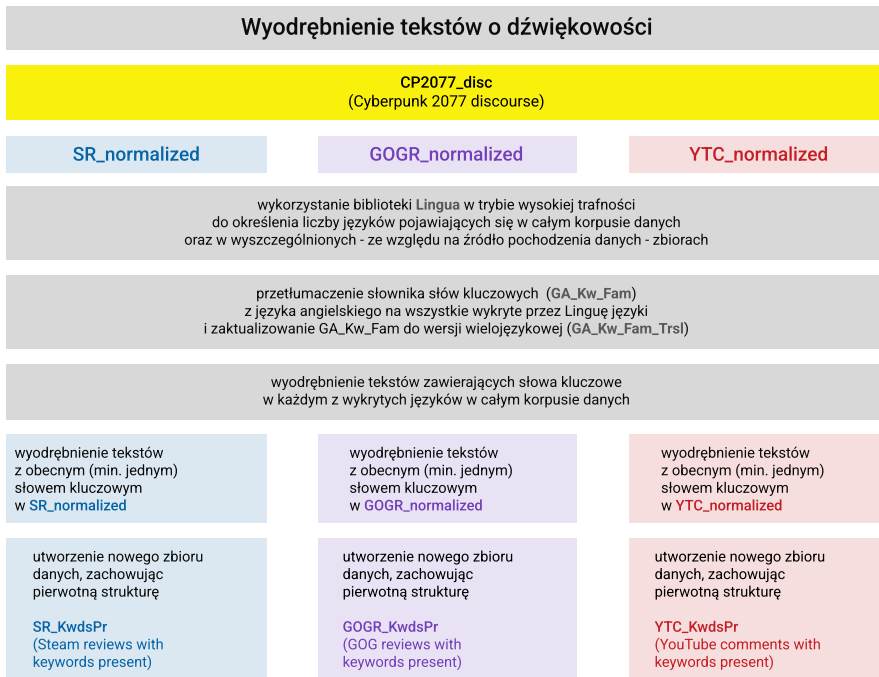 Wyodrębnienie tekstów o dźwiękowości
CP2077_disc
(Cyberpunk 2077 discourse)
SR_normalized
GOGR_normalized
YTC_normalized
wykorzystanie biblioteki Lingua w trybie wysokiej trafności
do określenia liczby języków pojawiających się w całym korpusie danych
oraz w wyszczególnionych - ze względu na źródło pochodzenia danych - zbiorach
przetłumaczenie słownika słów kluczowych (GA_Kw_Fam)
z języka angielskiego na wszystkie wykryte przez Linguę języki
i zaktualizowanie GA_Kw_Fam do wersji wielojęzykowej (GA_Kw_Fam_Trsl)
wyodrębnienie tekstów zawierających słowa kluczowe
w każdym z wykrytych języków w całym korpusie danych
wyodrębnienie tekstów
z obecnym (min. jednym)
słowem kluczowym
w SR_normalized
wyodrębnienie tekstów
z obecnym (min. jednym)
słowem kluczowym
w GOGR_normalized
wyodrębnienie tekstów
z obecnym (min. jednym)
słowem kluczowym
w YTC_normalized
utworzenie nowego zbioru
danych, zachowując
pierwotną strukturę
SR_KwdsPr
(Steam reviews with
keywords present)
utworzenie nowego zbioru
danych, zachowując
pierwotną strukturę
GOGR_KwdsPr
(GOG reviews with
keywords present)
utworzenie nowego zbioru
danych, zachowując
pierwotną strukturę
YTC_KwdsPr
(YouTube comments with
keywords present)